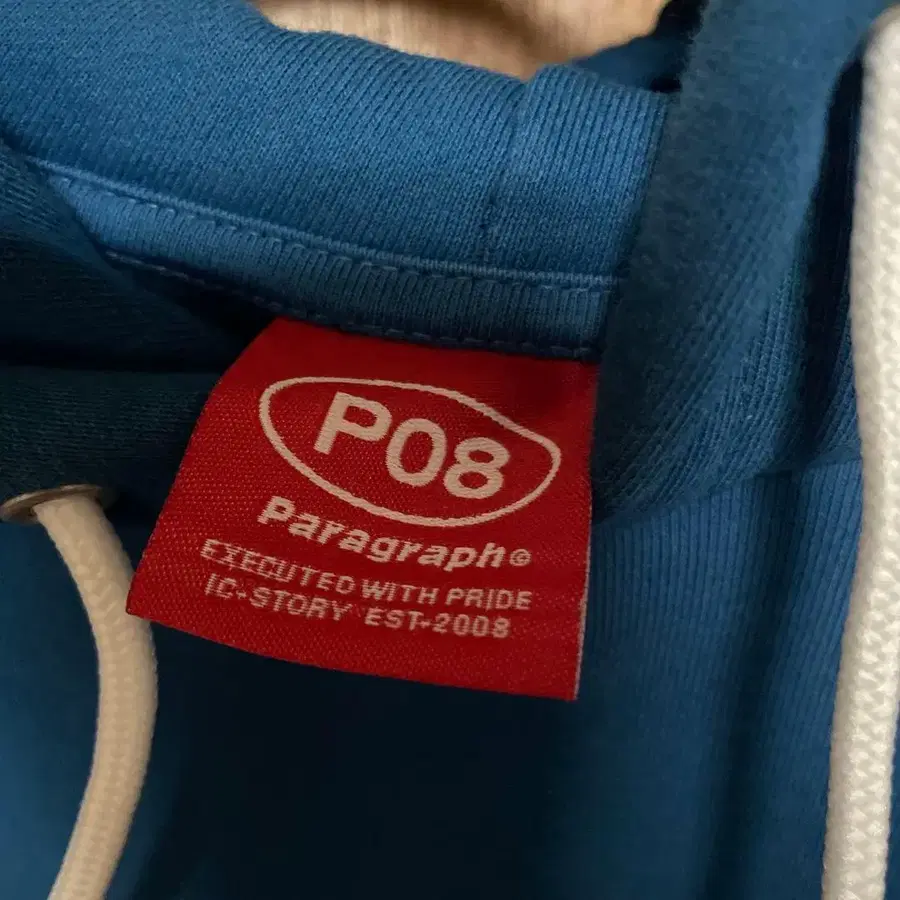 P08
Paragraph©
EXECUTED WITH PRIDE
IC-STORY EST-2008